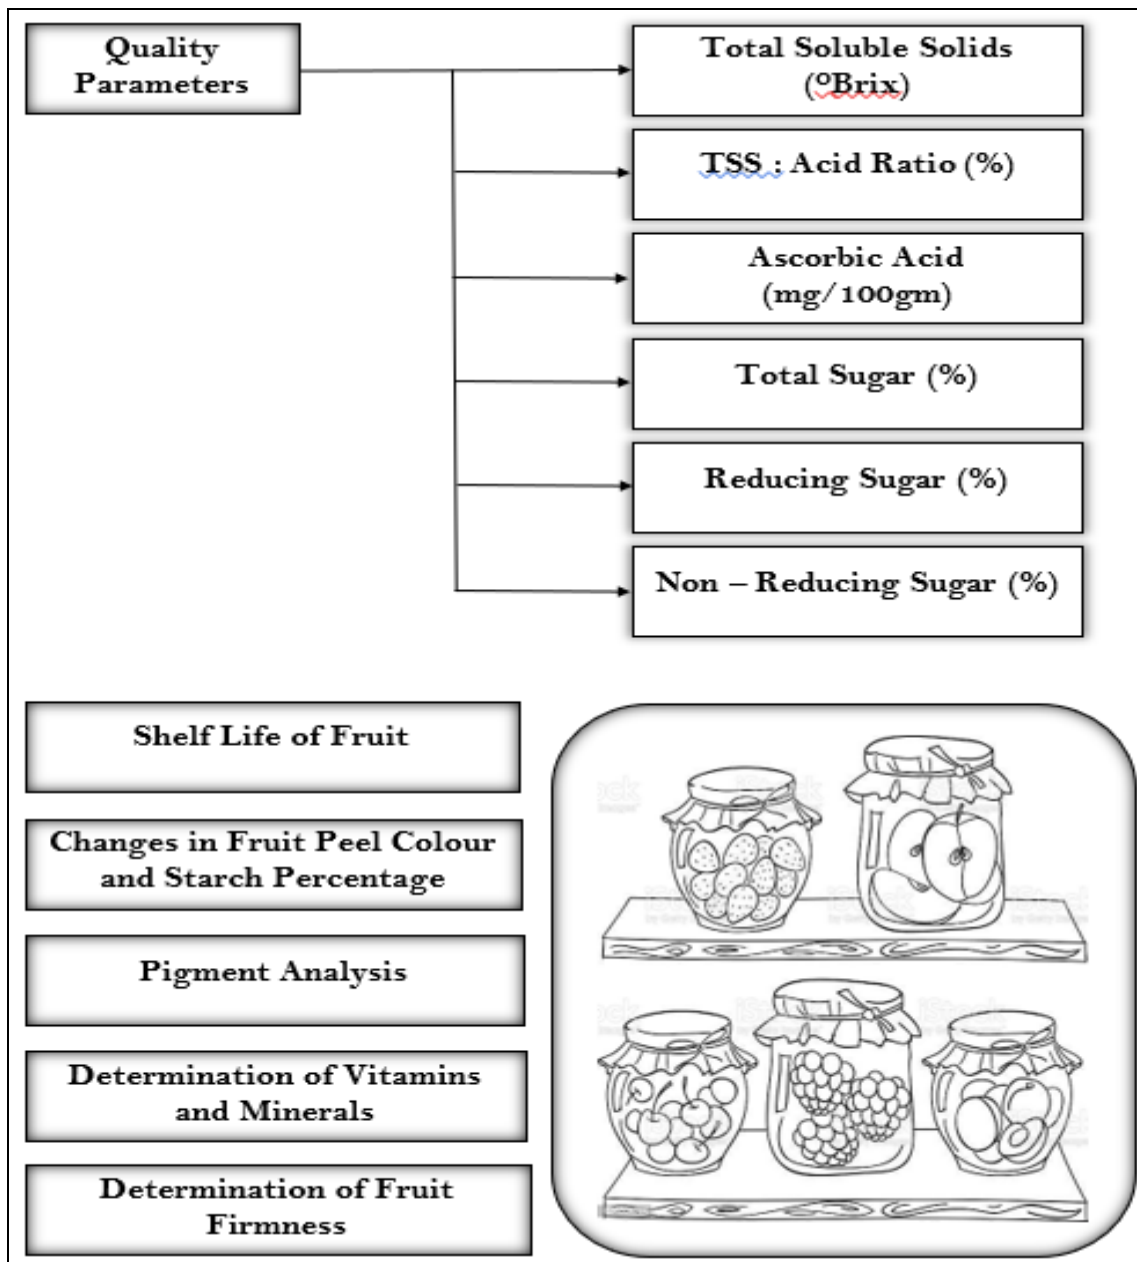 Quality
Parameters
Total Soluble Solids
(°Brix)
TSS : Acid Ratio (%)
Ascorbic Acid
(mg/100gm)
Total Sugar (%)
Reducing Sugar (%)
Non – Reducing Sugar (%)
Shelf Life of Fruit
Changes in Fruit Peel Colour
and Starch Percentage
Pigment Analysis
Determination of Vitamins
and Minerals
Determination of Fruit
Firmness
iStock